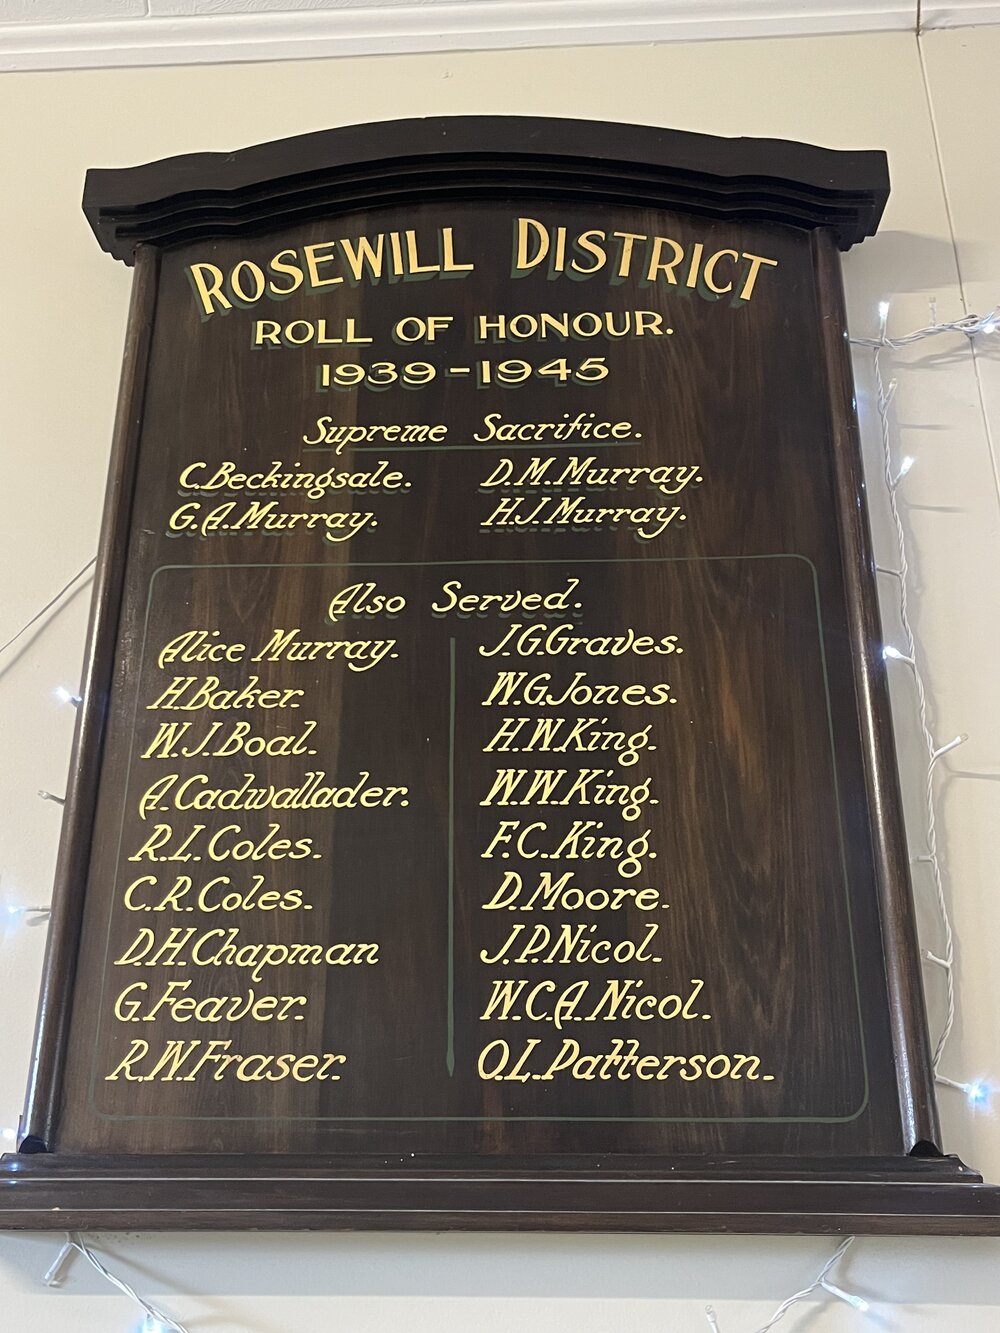 ROSEWILL DISTRICT
ROLL OF HONOUR.
1939-1945
Supreme Sacrifice.
C.Beckingsale. D.M.Murray.
G.A.Murray. H.J.Murray.
Also Served.
Alice Murray. J.G.Graves.
H.Baker. W.G.Jones.
W.J.Boal. H.W.King.
A.Cadwallader. W.W.King.
R.L.Coles. F.C.King.
C.R.Coles. D.Moore.
D.H.Chapman J.P.Nicol.
G.Feaver. W.C.A.Nicol.
R.W.Fraser. O.L.Patterson.